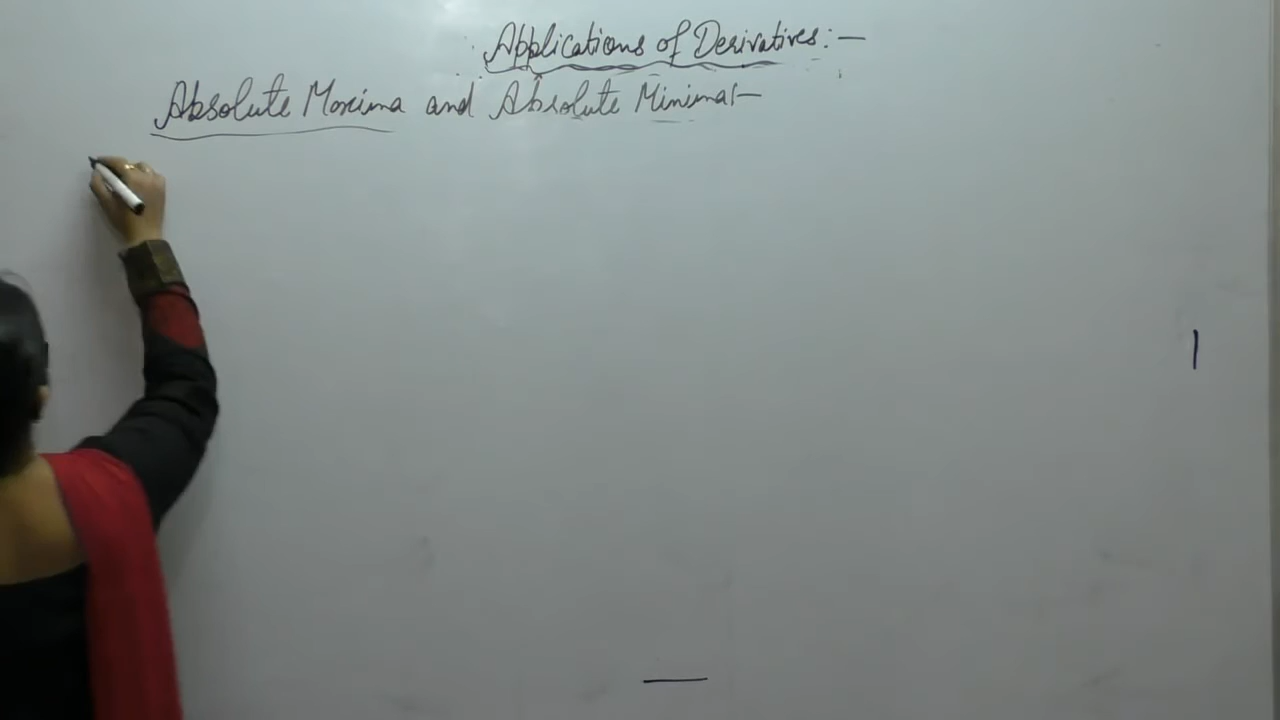 Applications of Derivatives:-
Absolute Maxima and Absolute Minima:-